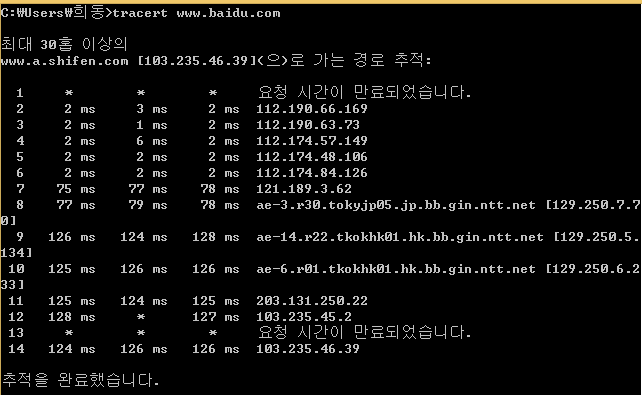 C:₩Users₩희동>tracert www.baidu.com
최대 30홉 이상의
www.a.shifen.com [103.235.46.39](으)로 가는 경로 추적:
1 * * * 요청 시간이 만료되었습니다.
2 2 ms 3 ms 2 ms 112.190.66.169
3 2 ms 1 ms 2 ms 112.190.63.73
4 2 ms 6 ms 2 ms 112.174.57.149
5 2 ms 2 ms 2 ms 112.174.48.106
6 2 ms 2 ms 2 ms 112.174.84.126
7 75 ms 77 ms 78 ms 121.189.3.62
8 77 ms 79 ms 78 ms ae-3.r30.tokyjp05.jp.bb.gin.ntt.net [129.250.7.7
0]
9 126 ms 124 ms 128 ms ae-14.r22.tkokhk01.hk.bb.gin.ntt.net [129.250.5.
134]
10 125 ms 126 ms 126 ms ae-6.r01.tkokhk01.hk.bb.gin.ntt.net [129.250.6.2
33]
11 125 ms 124 ms 125 ms 203.131.250.22
12 128 ms * 127 ms 103.235.45.2
13 * * * 요청 시간이 만료되었습니다.
14 124 ms 126 ms 126 ms 103.235.46.39
추적을 완료했습니다.